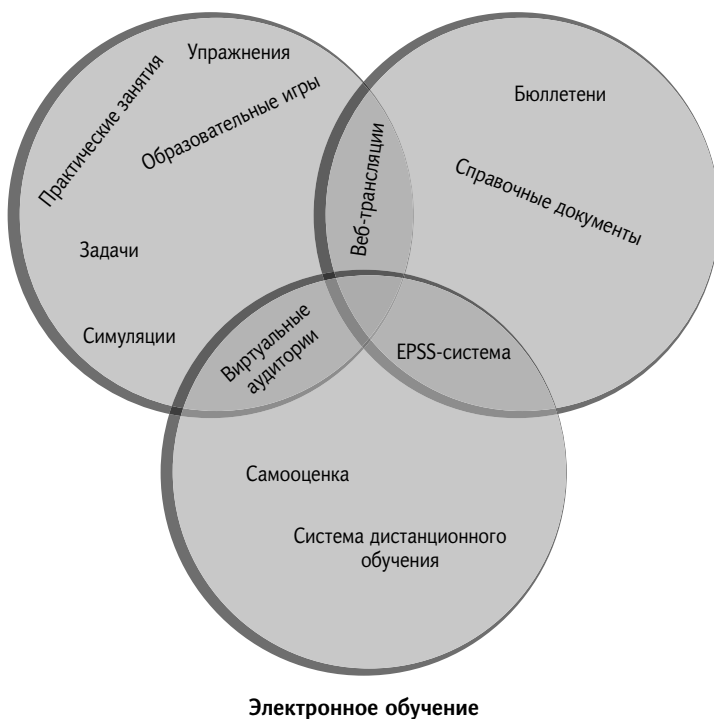 Упражнения
Практические занятия
Образовательные игры
Задачи
Симуляции
Веб-трансляции
Бюллетени
Справочные документы
Виртуальные
аудитории
EPSS-система
Самооценка
Система дистанционного
обучения
Электронное обучение